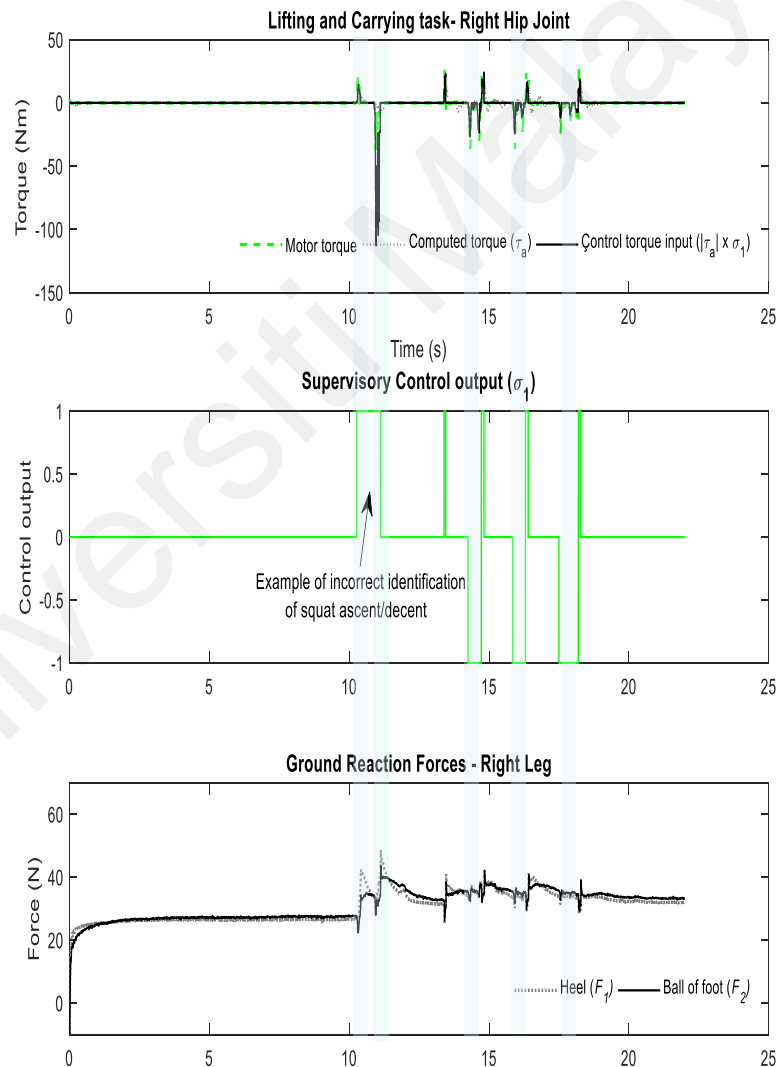 Lifting and Carrying task- Right Hip Joint
50
0
-50
-100
-150
Torque (Nm)
Motor torque
Computed torque (τa)
Control torque input (|τa| x σ1)
0 5 10 15 20 25
Time (s)
Supervisory Control output (σ1)
1
0.5
0
-0.5
-1
Control output
Example of incorrect identification
of squat ascent/decent
0 5 10 15 20 25
Ground Reaction Forces - Right Leg
60
40
20
0
Force (N)
Heel (F1)
Ball of foot (F2)
0 5 10 15 20 25
versiti Malay